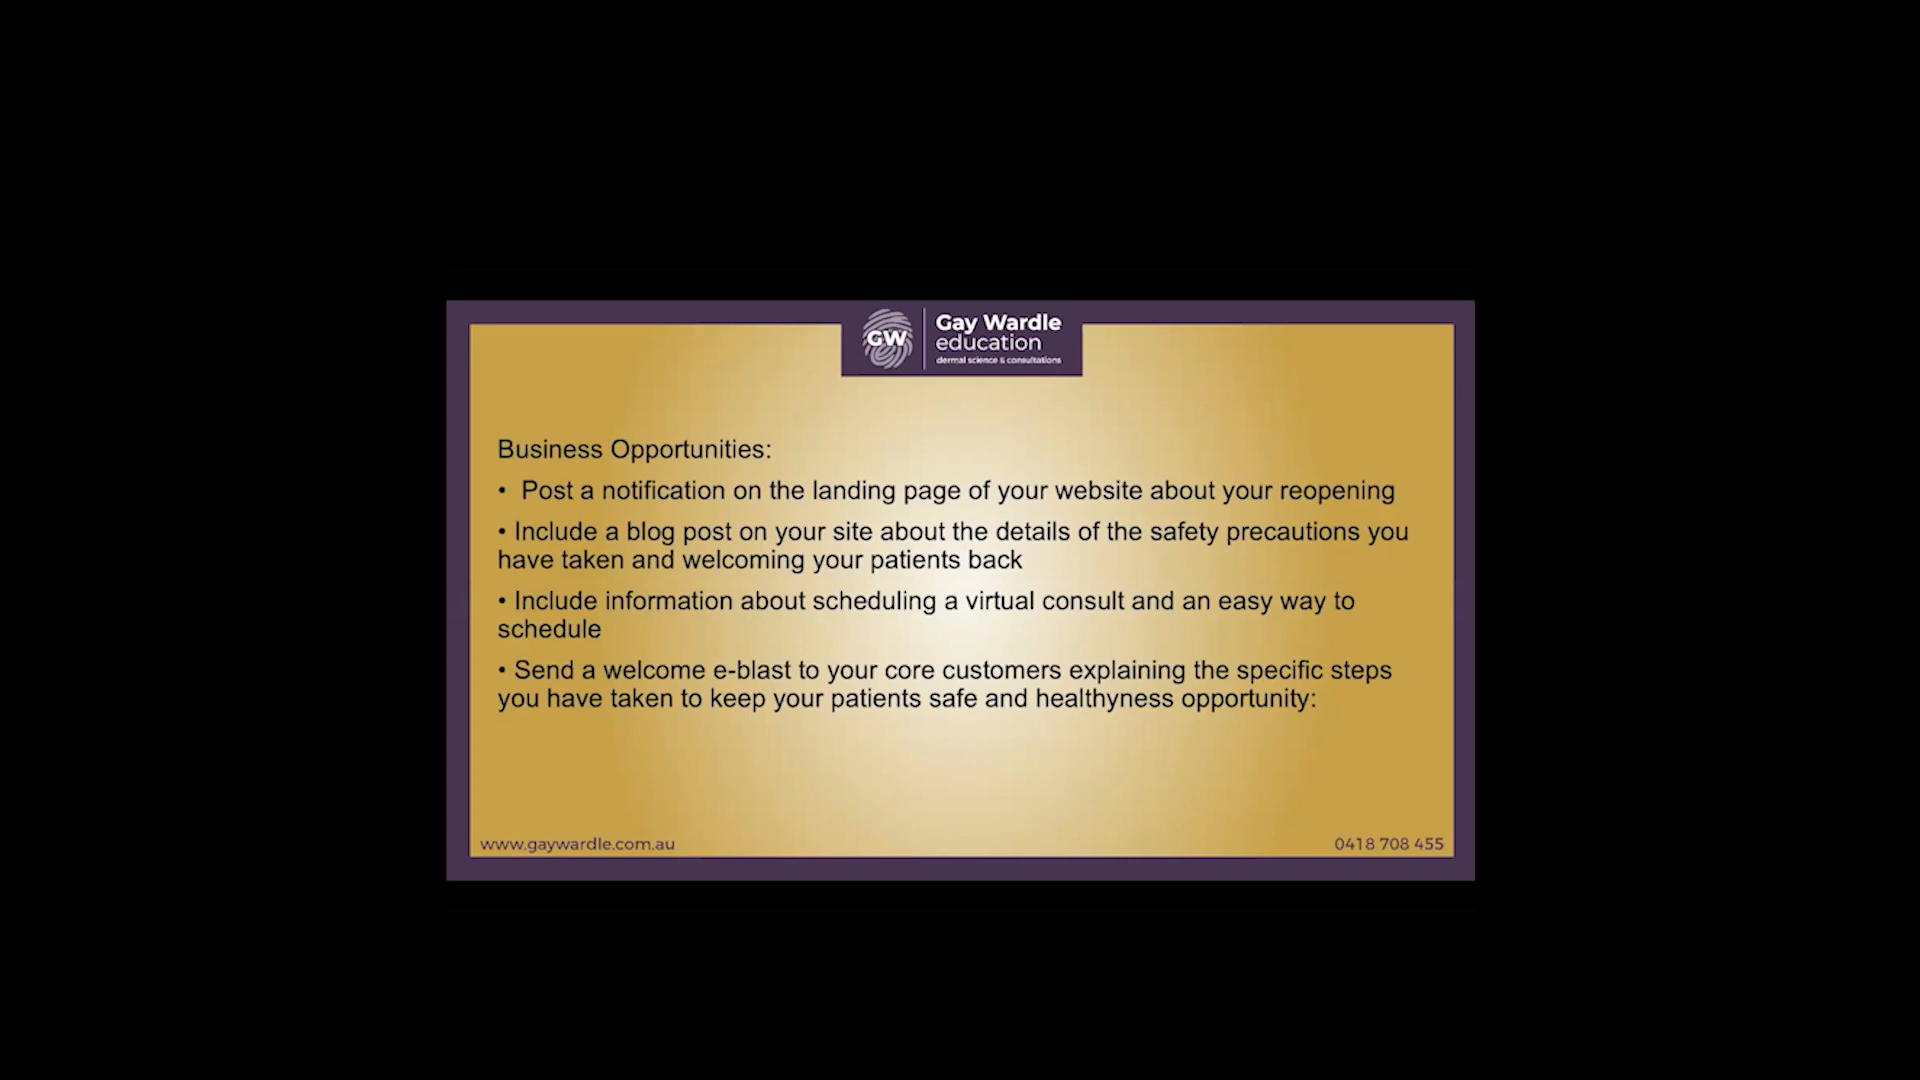 GW
Gay Wardle
education
dermal science & consultations
Business Opportunities:
• Post a notification on the landing page of your website about your reopening
• Include a blog post on your site about the details of the safety precautions you
have taken and welcoming your patients back
• Include information about scheduling a virtual consult and an easy way to
schedule
• Send a welcome e-blast to your core customers explaining the specific steps
you have taken to keep your patients safe and healthyness opportunity:
www.gaywardle.com.au
0418 708 455